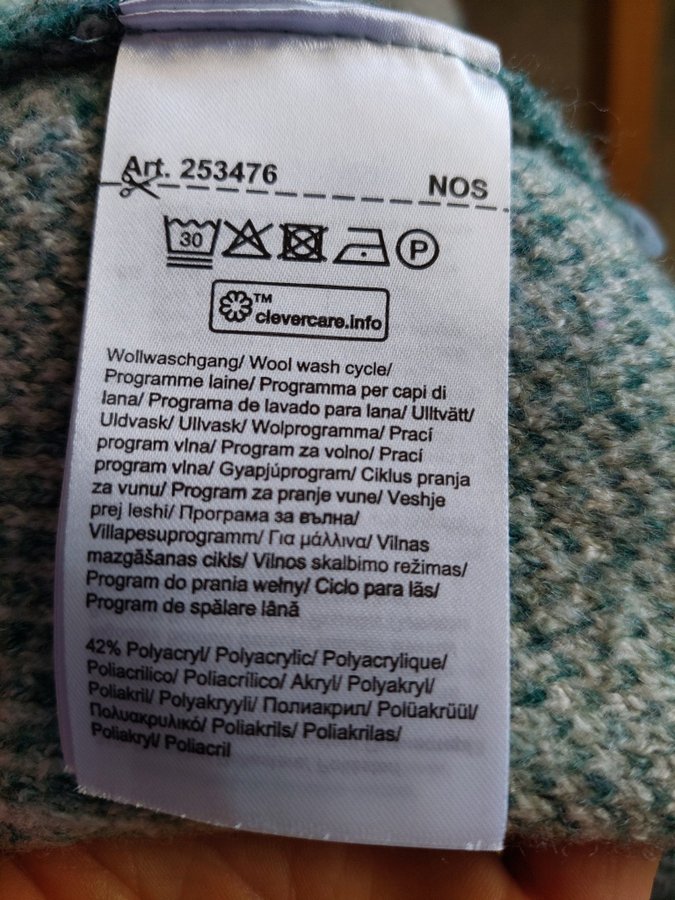 Art. 253476
NOS
30
P
™
clevercare.info
Wollwaschgang/ Wool wash cycle/
Programme laine/ Programma per capi di
lana/ Programa de lavado para lana/ Ulltvätt/
Uldvask/ Ullvask/ Wolprogramma/ Prací
program vlna/ Program za volno/ Prací
program vlna/ Gyapjúprogram/ Ciklus pranja
za vunu/ Program za pranje vune/ Veshje
prej leshi/ Програма за вълна/
Villapesuprogramm/ Για μάλλινα/ Vilnas
mazgāšanas cikls/ Vilnos skalbimo režimas/
Program do prania wełny/ Ciclo para lãs/
Program de spălare lână
42% Polyacryl/ Polyacrylic/ Polyacrylique/
Poliacrilico/ Poliacrílico/ Akryl/ Polyakryl/
Poliakril/ Polyakryyli/ Полиакрил/ Polüakrüül/
Πολυακρυλικό/ Poliakrils/ Poliakrilas/
Poliakryl/ Poliacril